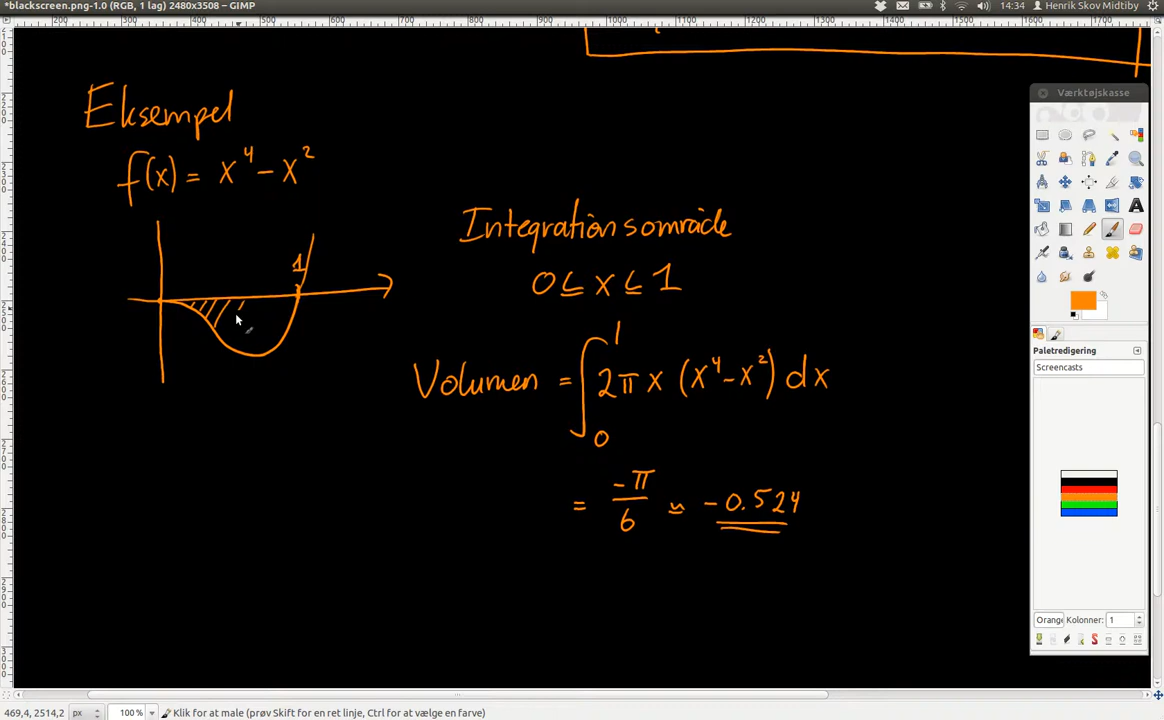 *blackscreen.png-1.0 (RGB, 1 lag) 2480x3508 – GIMP
14:34 Henrik Skov Midtiby
Eksempel
f(x) = x⁴ − x²
1
Integrationsområde
0 ≤ x ≤ 1
Volumen = ∫₀¹ 2πx (x⁴ − x²) dx
= −π/6 ≃ −0.524
Værktøjskasse
Paletredigering
Screencasts
Orange Kolonner: 1
469,4, 2514,2 px 100% Klik for at male (prøv Skift for en ret linje, Ctrl for at vælge en farve)